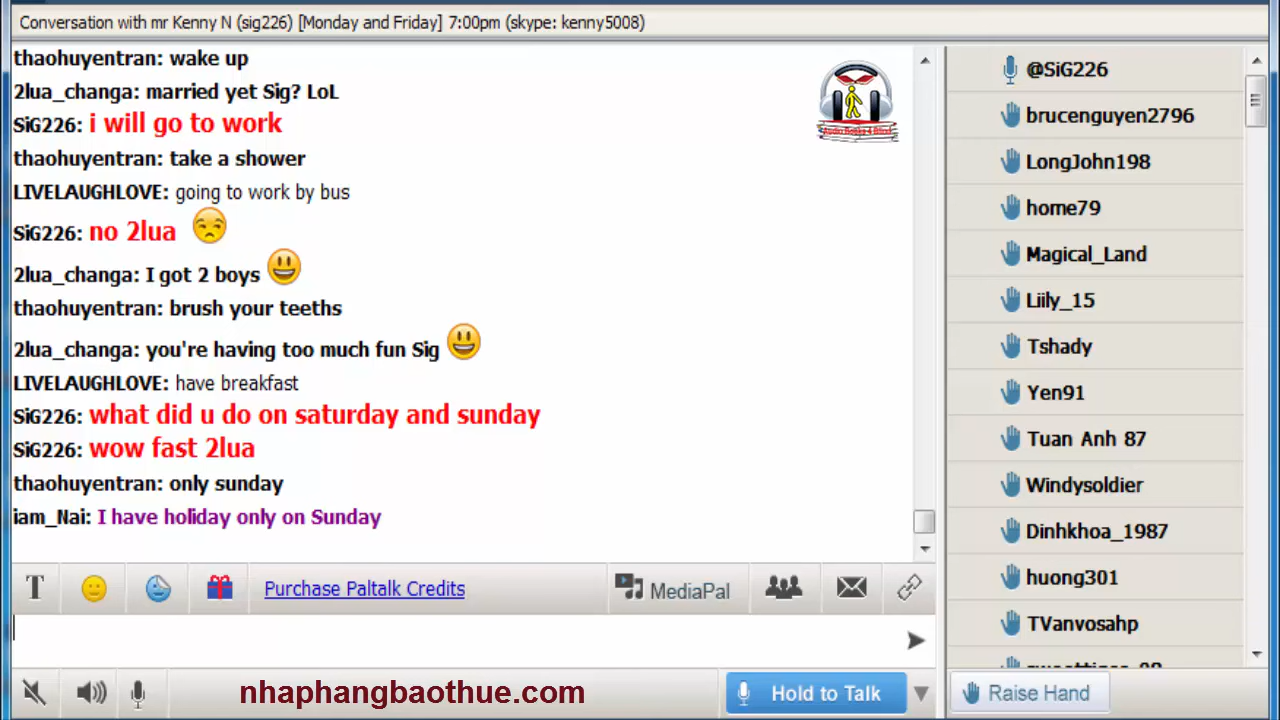 Conversation with mr Kenny N (sig226) [Monday and Friday] 7:00pm (skype: kenny5008)
thaohuyentran: wake up
2lua_changa: married yet Sig? LoL
SiG226: i will go to work
thaohuyentran: take a shower
LIVELAUGHLOVE: going to work by bus
SiG226: no 2lua
2lua_changa: I got 2 boys
thaohuyentran: brush your teeths
2lua_changa: you're having too much fun Sig
LIVELAUGHLOVE: have breakfast
SiG226: what did u do on saturday and sunday
SiG226: wow fast 2lua
thaohuyentran: only sunday
iam_Nai: I have holiday only on Sunday
Audio Books 4 Blind
@SiG226
brucenguyen2796
LongJohn198
home79
Magical_Land
Liily_15
Tshady
Yen91
Tuan Anh 87
Windysoldier
Dinhkhoa_1987
huong301
TVanvosahp
T
Purchase Paltalk Credits
MediaPal
nhaphangbaothue.com
Hold to Talk
Raise Hand